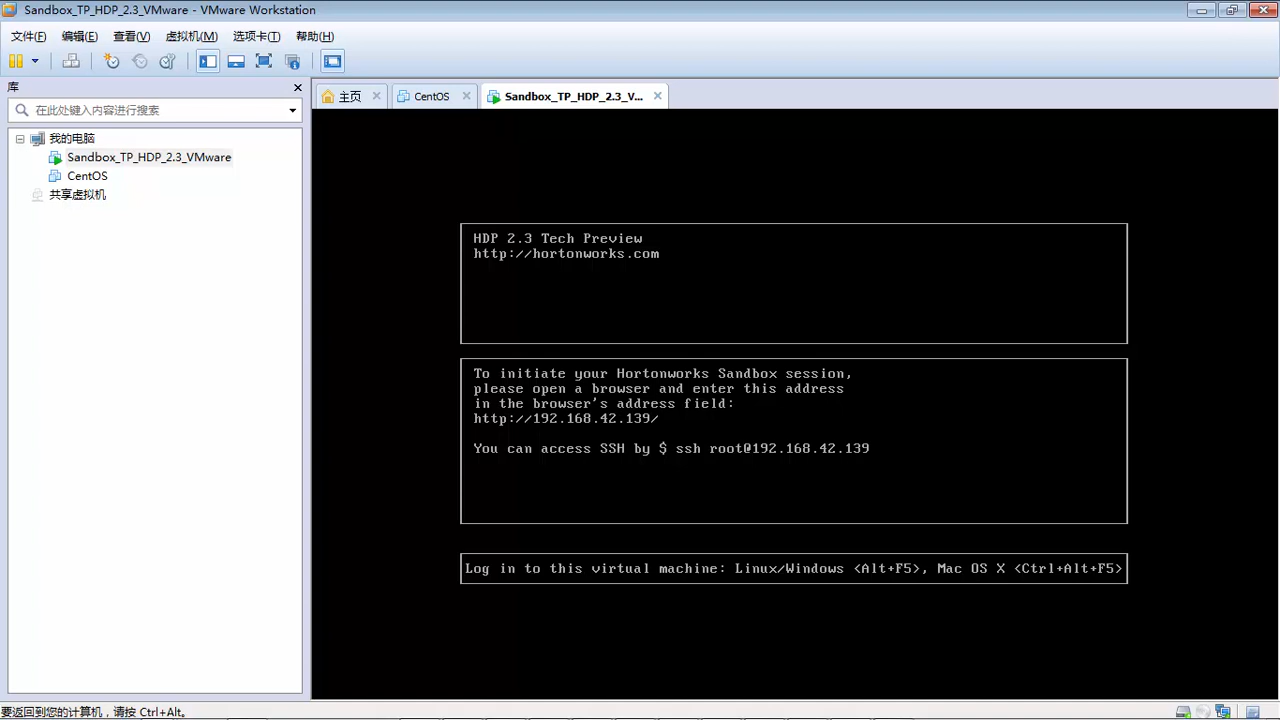 Sandbox_TP_HDP_2.3_VMware - VMware Workstation
文件(F) 编辑(E) 查看(V) 虚拟机(M) 选项卡(T) 帮助(H)
库
在此处键入内容进行搜索
我的电脑
Sandbox_TP_HDP_2.3_VMware
CentOS
共享虚拟机
主页 CentOS Sandbox_TP_HDP_2.3_V...
HDP 2.3 Tech Preview
http://hortonworks.com
To initiate your Hortonworks Sandbox session,
please open a browser and enter this address
in the browser's address field:
http://192.168.42.139/
You can access SSH by $ ssh root@192.168.42.139
Log in to this virtual machine: Linux/Windows <Alt+F5>, Mac OS X <Ctrl+Alt+F5>
要返回到您的计算机，请按 Ctrl+Alt。